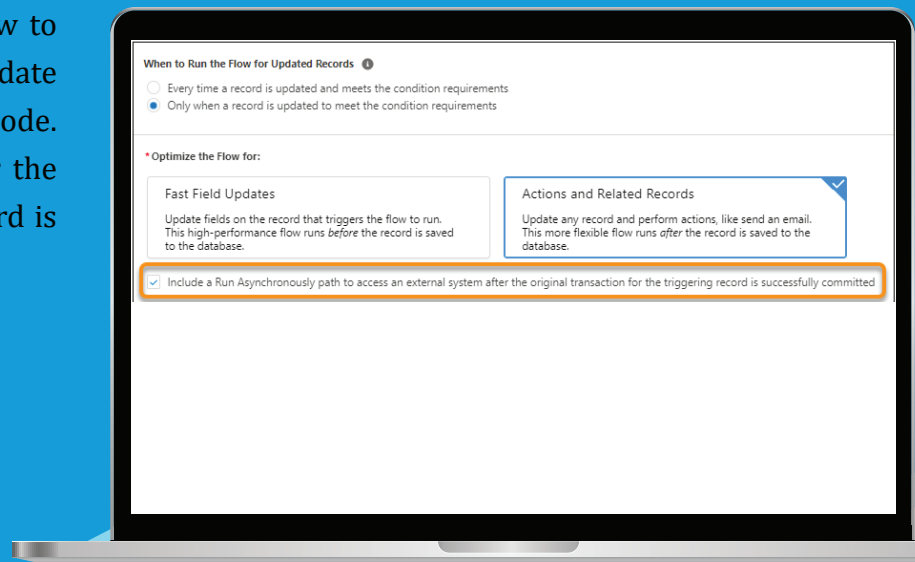 w to
date
ode.
the
rd is
When to Run the Flow for Updated Records
Every time a record is updated and meets the condition requirements
Only when a record is updated to meet the condition requirements
* Optimize the Flow for:
Fast Field Updates
Update fields on the record that triggers the flow to run.
This high-performance flow runs before the record is saved
to the database.
Actions and Related Records
Update any record and perform actions, like send an email.
This more flexible flow runs after the record is saved to the
database.
Include a Run Asynchronously path to access an external system after the original transaction for the triggering record is successfully committed